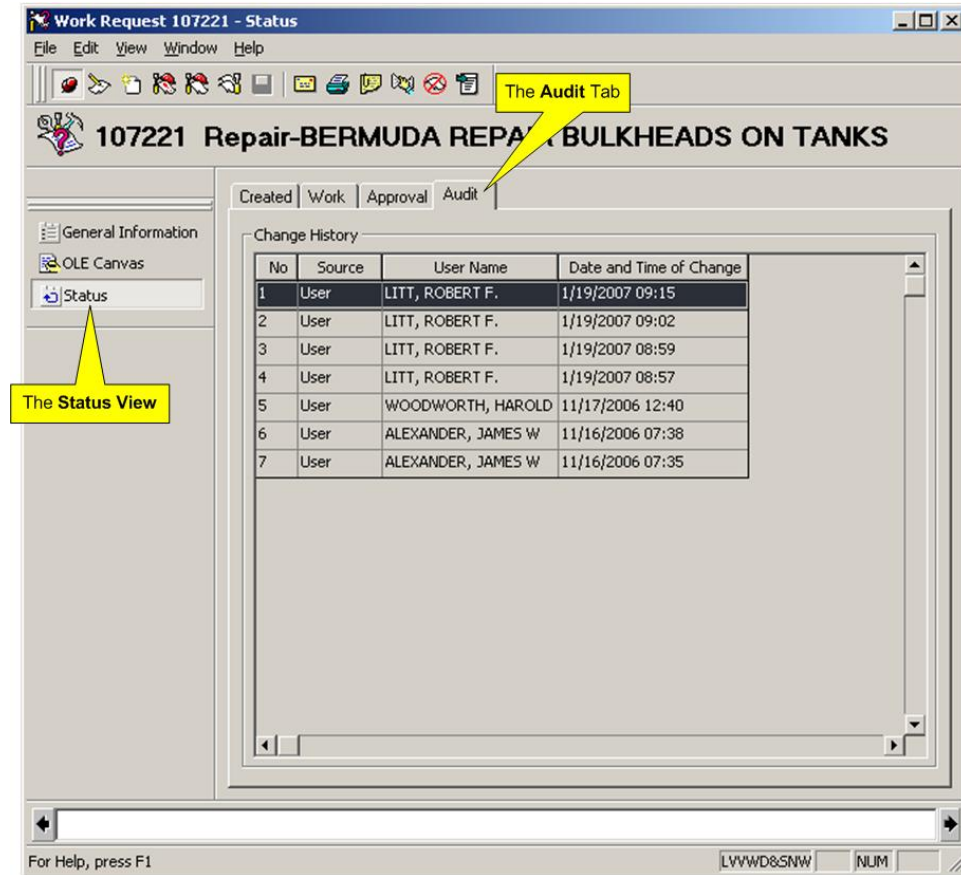 Work Request 107221 - Status
File Edit View Window Help
The Audit Tab
107221 Repair-BERMUDA REPAIR BULKHEADS ON TANKS
Created Work Approval Audit
General Information
OLE Canvas
Status
The Status View
Change History
No Source User Name Date and Time of Change
1 User LITT, ROBERT F. 1/19/2007 09:15
2 User LITT, ROBERT F. 1/19/2007 09:02
3 User LITT, ROBERT F. 1/19/2007 08:59
4 User LITT, ROBERT F. 1/19/2007 08:57
5 User WOODWORTH, HAROLD 11/17/2006 12:40
6 User ALEXANDER, JAMES W 11/16/2006 07:38
7 User ALEXANDER, JAMES W 11/16/2006 07:35
For Help, press F1
LVVWD&SNW NUM